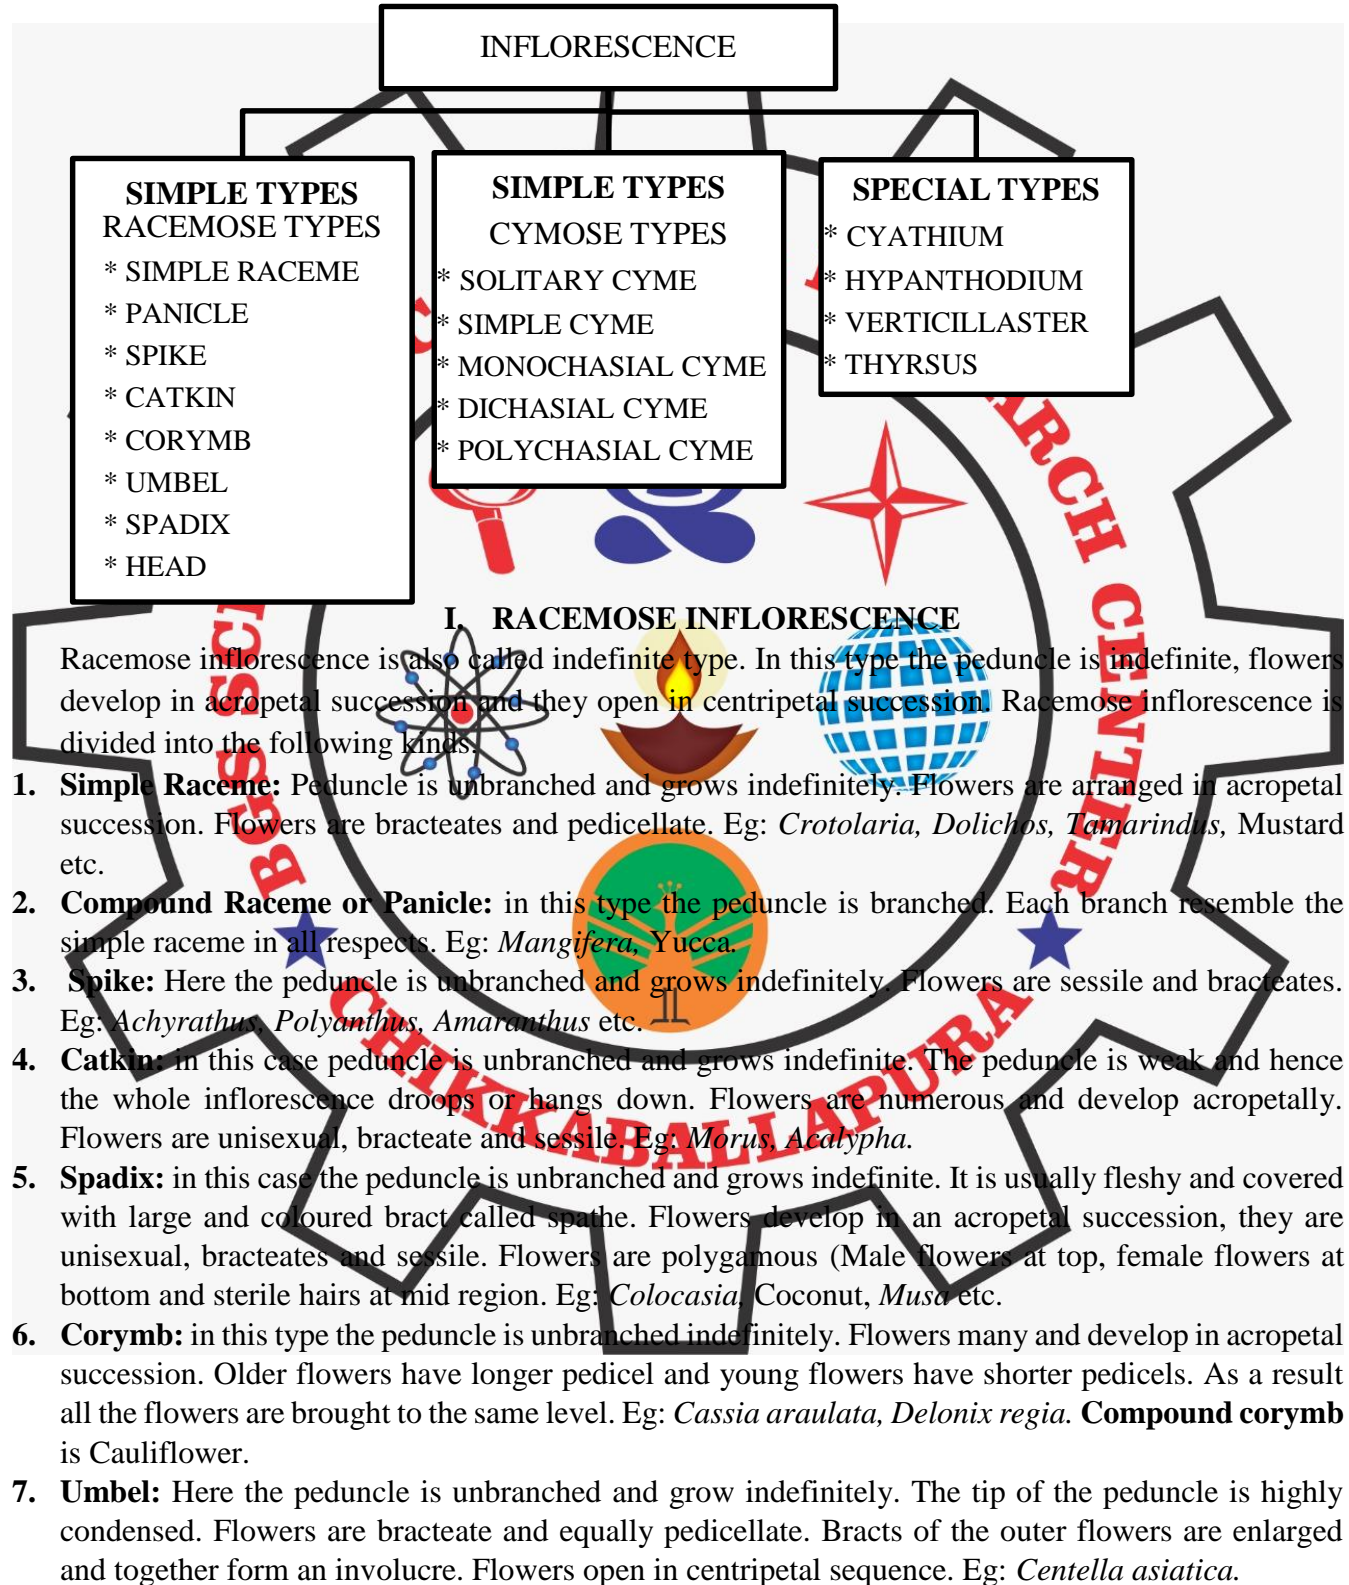 INFLORESCENCE
SIMPLE TYPES
RACEMOSE TYPES
* SIMPLE RACEME
* PANICLE
* SPIKE
* CATKIN
* CORYMB
* UMBEL
* SPADIX
* HEAD
SIMPLE TYPES
CYMOSE TYPES
* SOLITARY CYME
* SIMPLE CYME
* MONOCHASIAL CYME
* DICHASIAL CYME
* POLYCHASIAL CYME
SPECIAL TYPES
* CYATHIUM
* HYPANTHODIUM
* VERTICILLASTER
* THYRSUS
I. RACEMOSE INFLORESCENCE
Racemose inflorescence is also called indefinite type. In this type the peduncle is indefinite, flowers
develop in acropetal succession and they open in centripetal succession. Racemose inflorescence is
divided into the following kinds.
1. Simple Raceme: Peduncle is unbranched and grows indefinitely. Flowers are arranged in acropetal
succession. Flowers are bracteates and pedicellate. Eg: Crotolaria, Dolichos, Tamarindus, Mustard
etc.
2. Compound Raceme or Panicle: in this type the peduncle is branched. Each branch resemble the
simple raceme in all respects. Eg: Mangifera, Yucca.
3. Spike: Here the peduncle is unbranched and grows indefinitely. Flowers are sessile and bracteates.
Eg: Achyrathus, Polyanthus, Amaranthus etc.
4. Catkin: in this case peduncle is unbranched and grows indefinite. The peduncle is weak and hence
the whole inflorescence droops or hangs down. Flowers are numerous and develop acropetally.
Flowers are unisexual, bracteate and sessile. Eg: Morus, Acalypha.
5. Spadix: in this case the peduncle is unbranched and grows indefinite. It is usually fleshy and covered
with large and coloured bract called spathe. Flowers develop in an acropetal succession, they are
unisexual, bracteates and sessile. Flowers are polygamous (Male flowers at top, female flowers at
bottom and sterile hairs at mid region. Eg: Colocasia, Coconut, Musa etc.
6. Corymb: in this type the peduncle is unbranched indefinitely. Flowers many and develop in acropetal
succession. Older flowers have longer pedicel and young flowers have shorter pedicels. As a result
all the flowers are brought to the same level. Eg: Cassia araulata, Delonix regia. Compound corymb
is Cauliflower.
7. Umbel: Here the peduncle is unbranched and grow indefinitely. The tip of the peduncle is highly
condensed. Flowers are bracteate and equally pedicellate. Bracts of the outer flowers are enlarged
and together form an involucre. Flowers open in centripetal sequence. Eg: Centella asiatica.
BGS
CENTER
CHIKKABALLAPURA